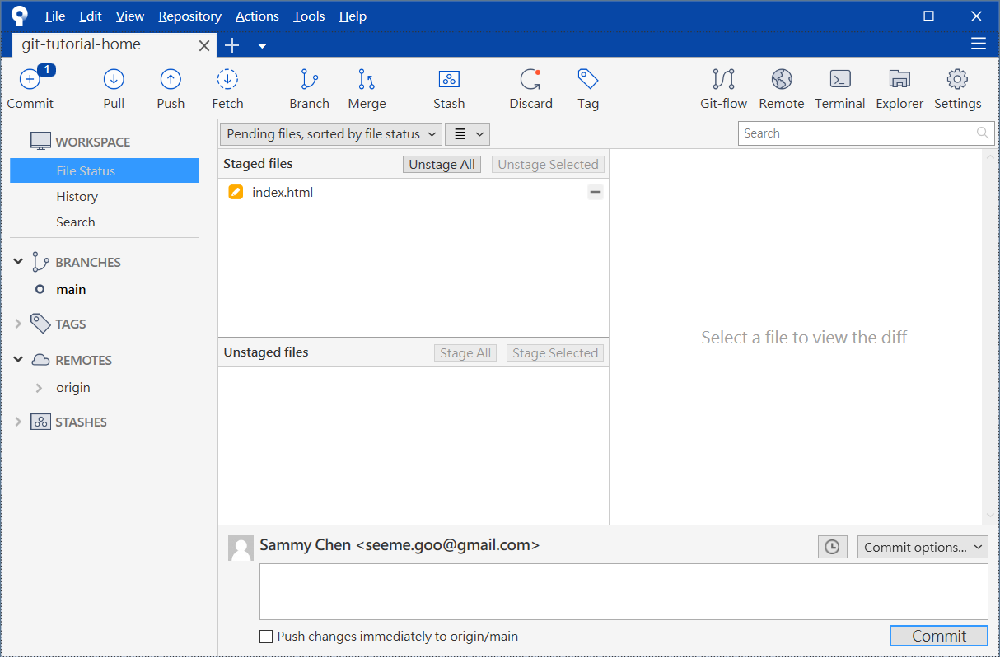 File Edit View Repository Actions Tools Help
git-tutorial-home
1
Commit Pull Push Fetch Branch Merge Stash Discard Tag Git-flow Remote Terminal Explorer Settings
WORKSPACE
File Status
History
Search
BRANCHES
main
TAGS
REMOTES
origin
STASHES
Pending files, sorted by file status
Search
Staged files Unstage All Unstage Selected
index.html
Unstaged files Stage All Stage Selected
Select a file to view the diff
Sammy Chen <seeme.goo@gmail.com> Commit options...
Push changes immediately to origin/main Commit